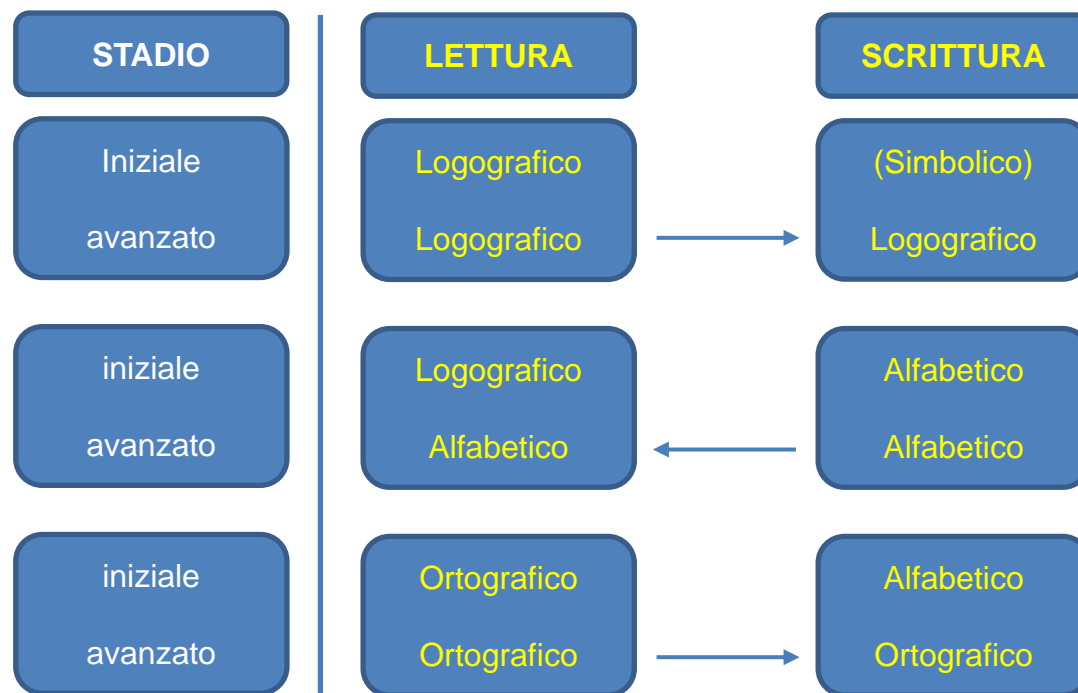 STADIO LETTURA SCRITTURA
Iniziale Logografico (Simbolico)
avanzato Logografico Logografico
iniziale Logografico Alfabetico
avanzato Alfabetico Alfabetico
iniziale Ortografico Alfabetico
avanzato Ortografico Ortografico